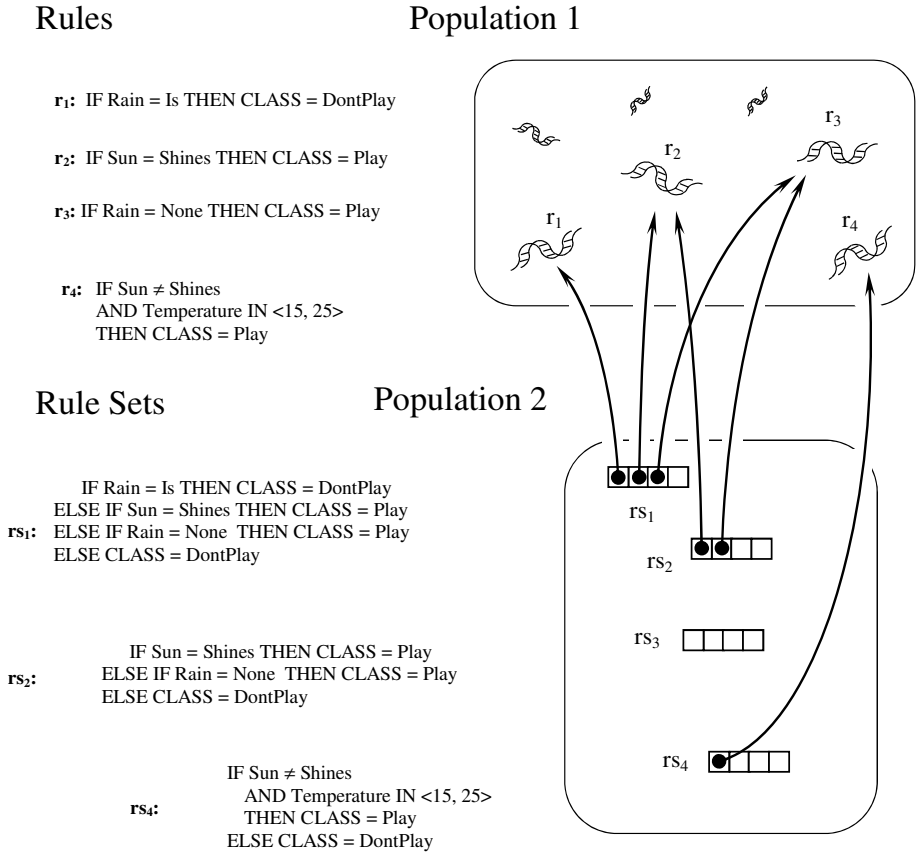 Rules
Population 1
r₁: IF Rain = Is THEN CLASS = DontPlay
r₂: IF Sun = Shines THEN CLASS = Play
r₃: IF Rain = None THEN CLASS = Play
r₄: IF Sun ≠ Shines
AND Temperature IN <15, 25>
THEN CLASS = Play
r₁
r₂
r₃
r₄
Rule Sets
Population 2
IF Rain = Is THEN CLASS = DontPlay
ELSE IF Sun = Shines THEN CLASS = Play
rs₁: ELSE IF Rain = None THEN CLASS = Play
ELSE CLASS = DontPlay
IF Sun = Shines THEN CLASS = Play
rs₂: ELSE IF Rain = None THEN CLASS = Play
ELSE CLASS = DontPlay
IF Sun ≠ Shines
AND Temperature IN <15, 25>
rs₄: THEN CLASS = Play
ELSE CLASS = DontPlay
rs₁
rs₂
rs₃
rs₄